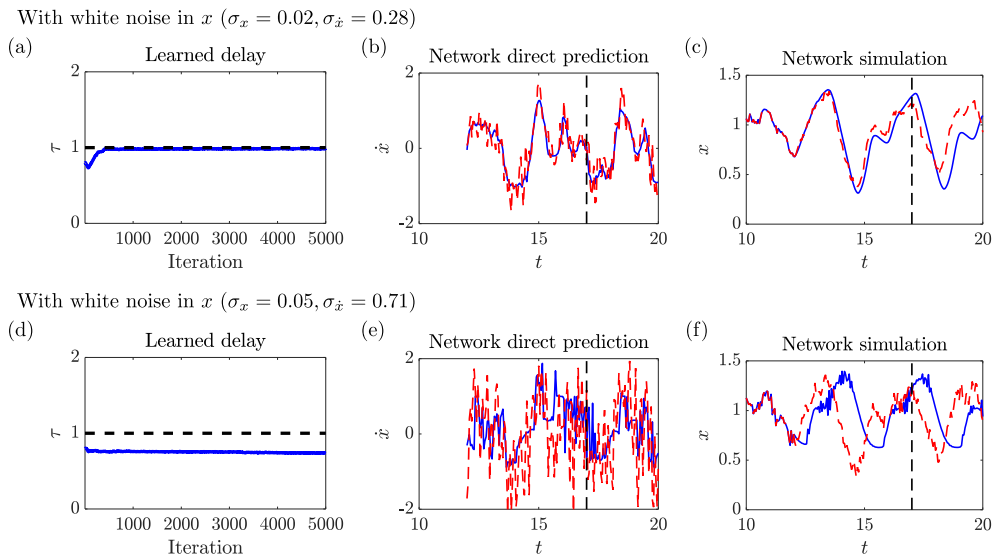 With white noise in x (σ_x = 0.02, σ_ẋ = 0.28)
(a) (b) (c)
Learned delay Network direct prediction Network simulation
2 2 1.5
τ 1 ẋ 0 x 1
0.5
0 -2 0
1000 2000 3000 4000 5000 10 15 20 10 15 20
Iteration t t
With white noise in x (σ_x = 0.05, σ_ẋ = 0.71)
(d) (e) (f)
Learned delay Network direct prediction Network simulation
2 2 1.5
τ 1 ẋ 0 x 1
0.5
0 -2 0
1000 2000 3000 4000 5000 10 15 20 10 15 20
Iteration t t